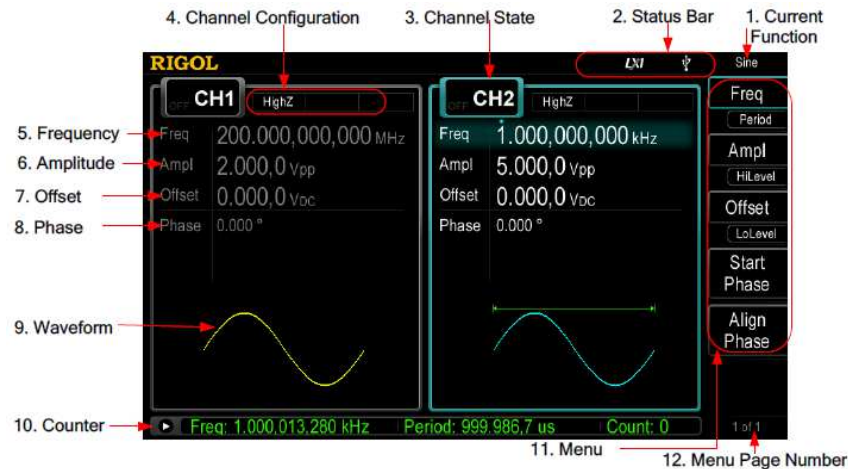 4. Channel Configuration
3. Channel State
2. Status Bar
1. Current Function
RIGOL
LXI
Sine
OFF CH1 HighZ
Freq 200.000,000,000 MHz
Ampl 2.000,0 Vpp
Offset 0.000,0 VDC
Phase 0.000 °
OFF CH2 HighZ
Freq 1.000,000,000 kHz
Ampl 5.000,0 Vpp
Offset 0.000,0 VDC
Phase 0.000 °
Freq
Period
Ampl
HiLevel
Offset
LoLevel
Start
Phase
Align
Phase
5. Frequency
6. Amplitude
7. Offset
8. Phase
9. Waveform
10. Counter
Freq: 1.000,013,280 kHz Period: 999.986,7 us Count: 0
1 of 1
11. Menu
12. Menu Page Number